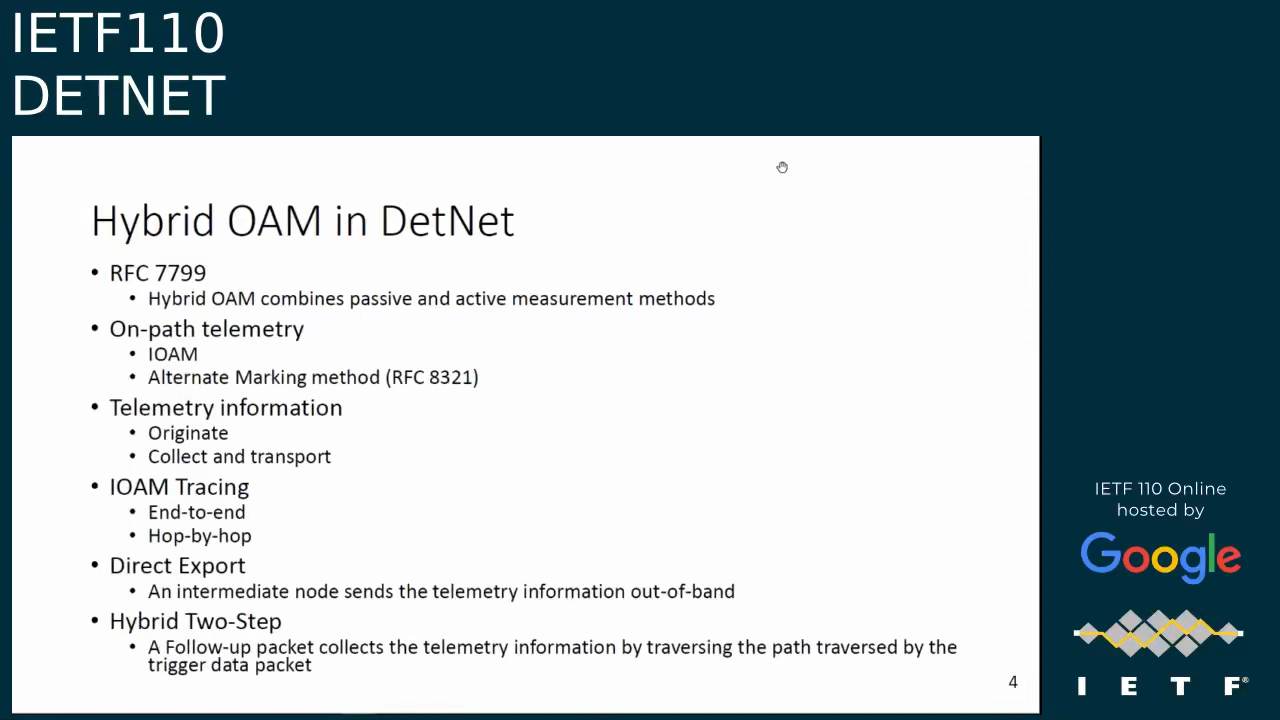 IETF110
DETNET
Hybrid OAM in DetNet
• RFC 7799
• Hybrid OAM combines passive and active measurement methods
• On-path telemetry
• IOAM
• Alternate Marking method (RFC 8321)
• Telemetry information
• Originate
• Collect and transport
• IOAM Tracing
• End-to-end
• Hop-by-hop
• Direct Export
• An intermediate node sends the telemetry information out-of-band
• Hybrid Two-Step
• A Follow-up packet collects the telemetry information by traversing the path traversed by the
trigger data packet
4
IETF 110 Online
hosted by
Google
I E T F®